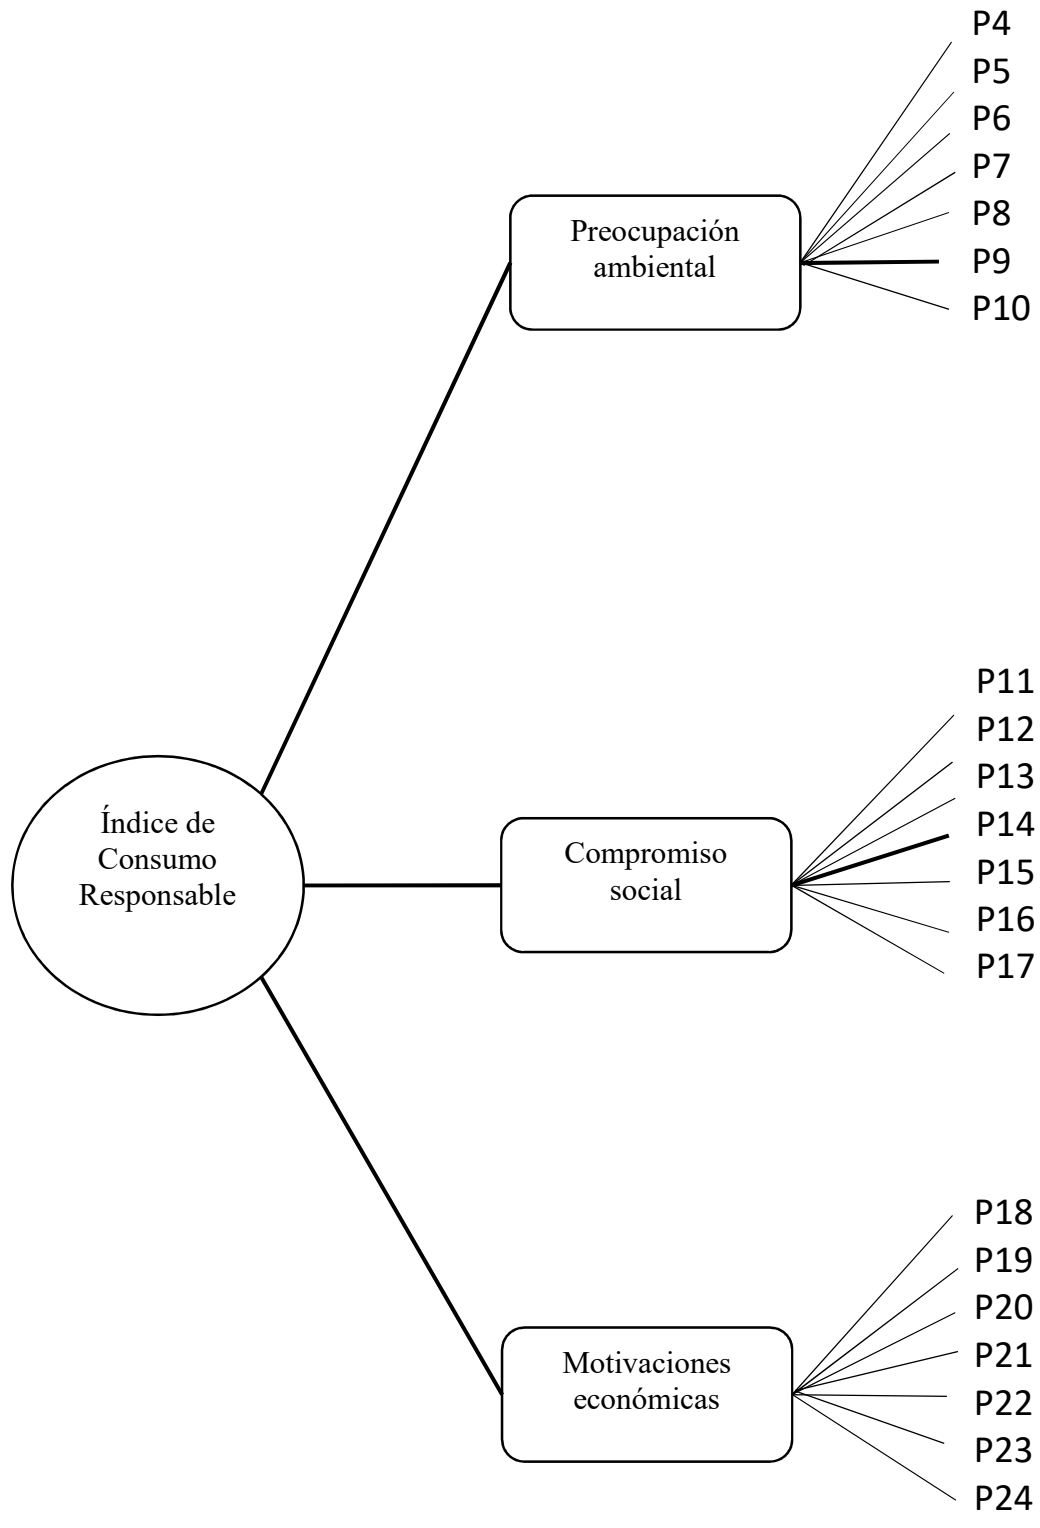 P4
P5
P6
P7
P8
P9
P10
Preocupación
ambiental
P11
P12
P13
P14
P15
P16
P17
Índice de
Consumo
Responsable
Compromiso
social
P18
P19
P20
P21
P22
P23
P24
Motivaciones
económicas